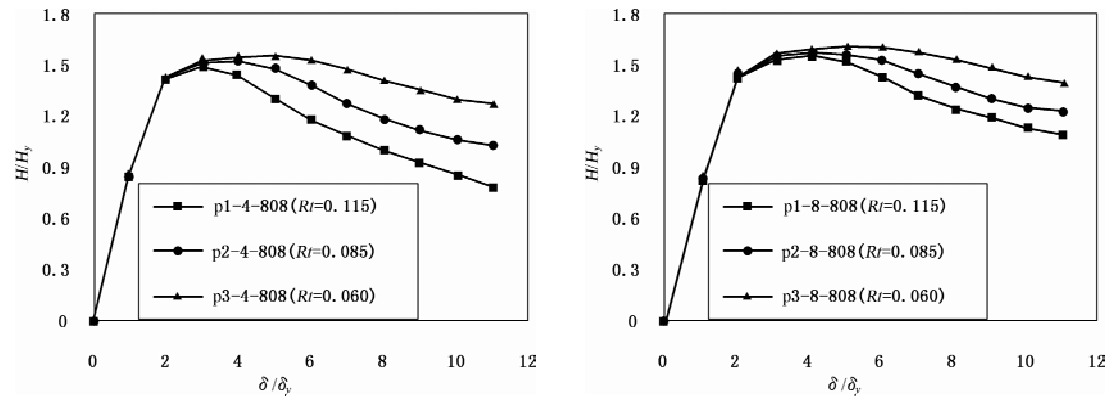 1.8
1.5
1.2
0.9
0.6
0.3
0
H/Hy
p1-4-808(Rt=0.115)
p2-4-808(Rt=0.085)
p3-4-808(Rt=0.060)
0 2 4 6 8 10 12
δ/δy
1.8
1.5
1.2
0.9
0.6
0.3
0
H/Hy
p1-8-808(Rt=0.115)
p2-8-808(Rt=0.085)
p3-8-808(Rt=0.060)
0 2 4 6 8 10 12
δ/δy